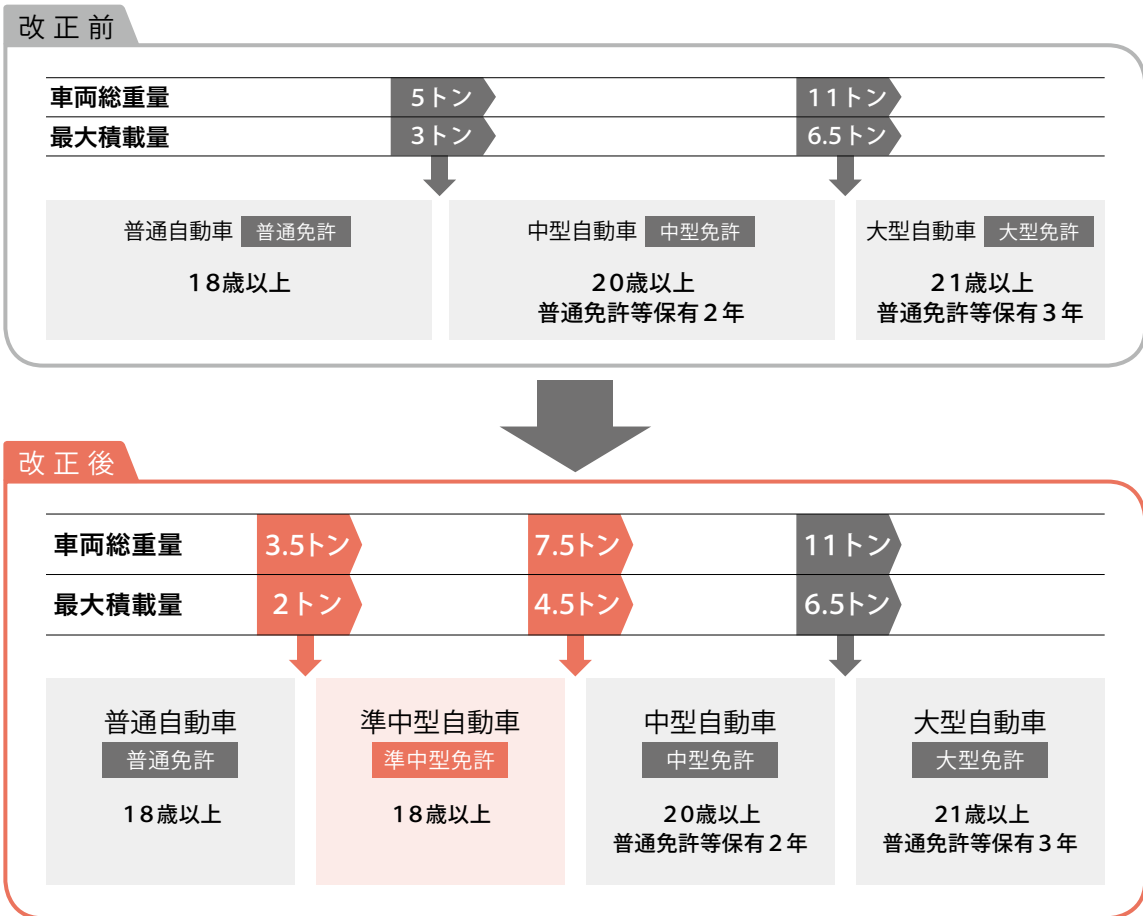 改正前
車両総重量 5トン 11トン
最大積載量 3トン 6.5トン
普通自動車 普通免許
18歳以上
中型自動車 中型免許
20歳以上
普通免許等保有2年
大型自動車 大型免許
21歳以上
普通免許等保有3年
改正後
車両総重量 3.5トン 7.5トン 11トン
最大積載量 2トン 4.5トン 6.5トン
普通自動車
普通免許
18歳以上
準中型自動車
準中型免許
18歳以上
中型自動車
中型免許
20歳以上
普通免許等保有2年
大型自動車
大型免許
21歳以上
普通免許等保有3年